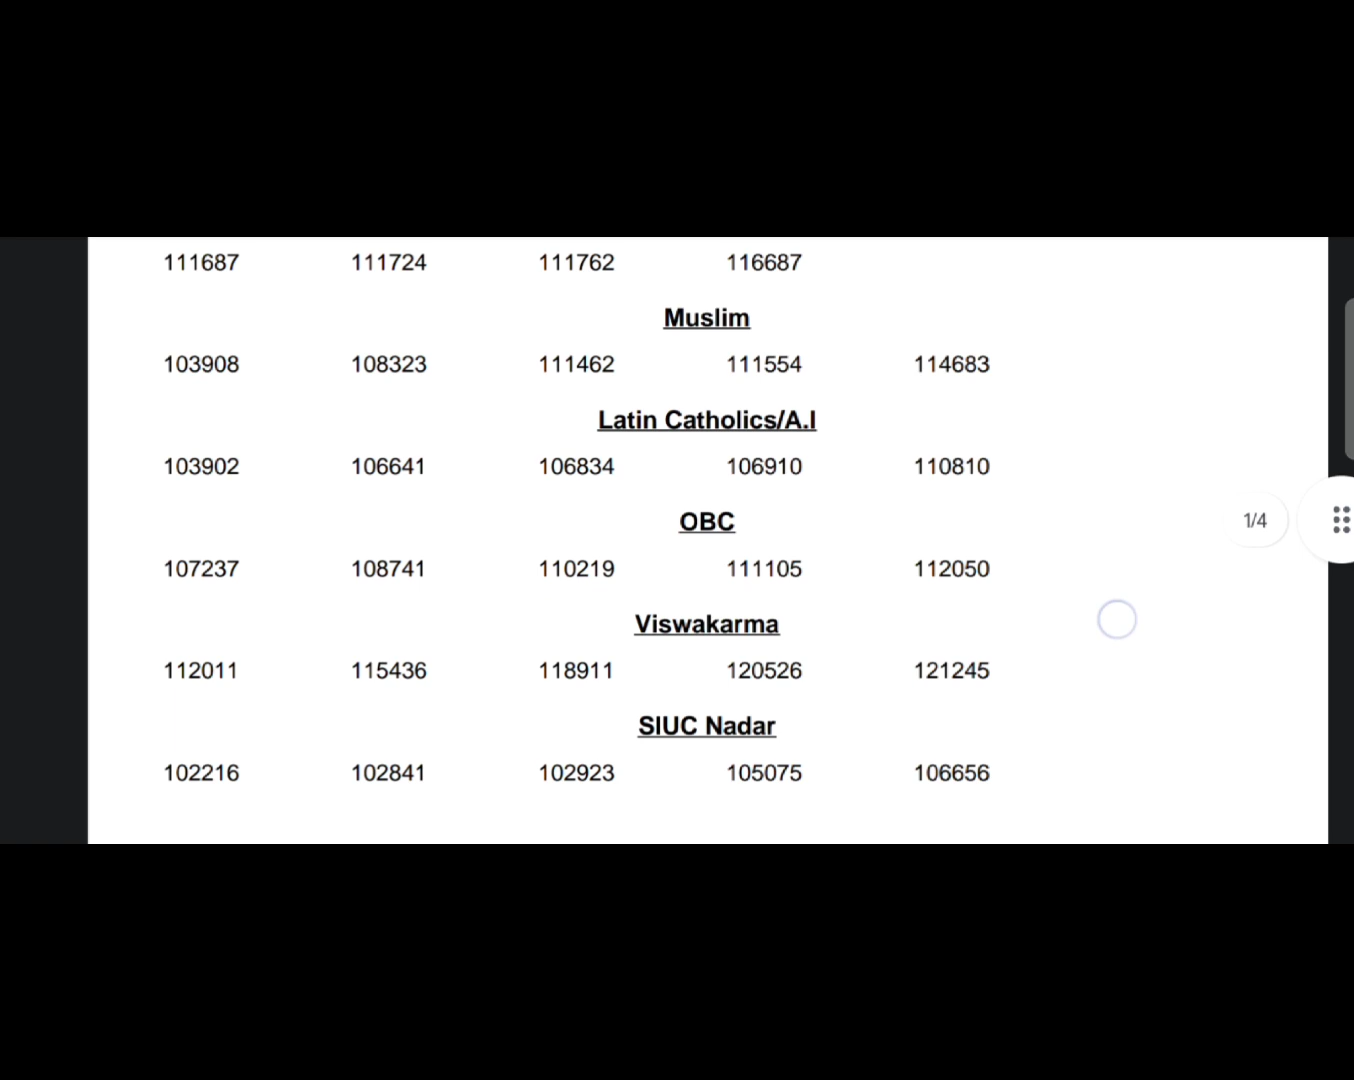 111687 111724 111762 116687
Muslim
103908 108323 111462 111554 114683
Latin Catholics/A.I
103902 106641 106834 106910 110810
OBC
1/4
107237 108741 110219 111105 112050
Viswakarma
112011 115436 118911 120526 121245
SIUC Nadar
102216 102841 102923 105075 106656